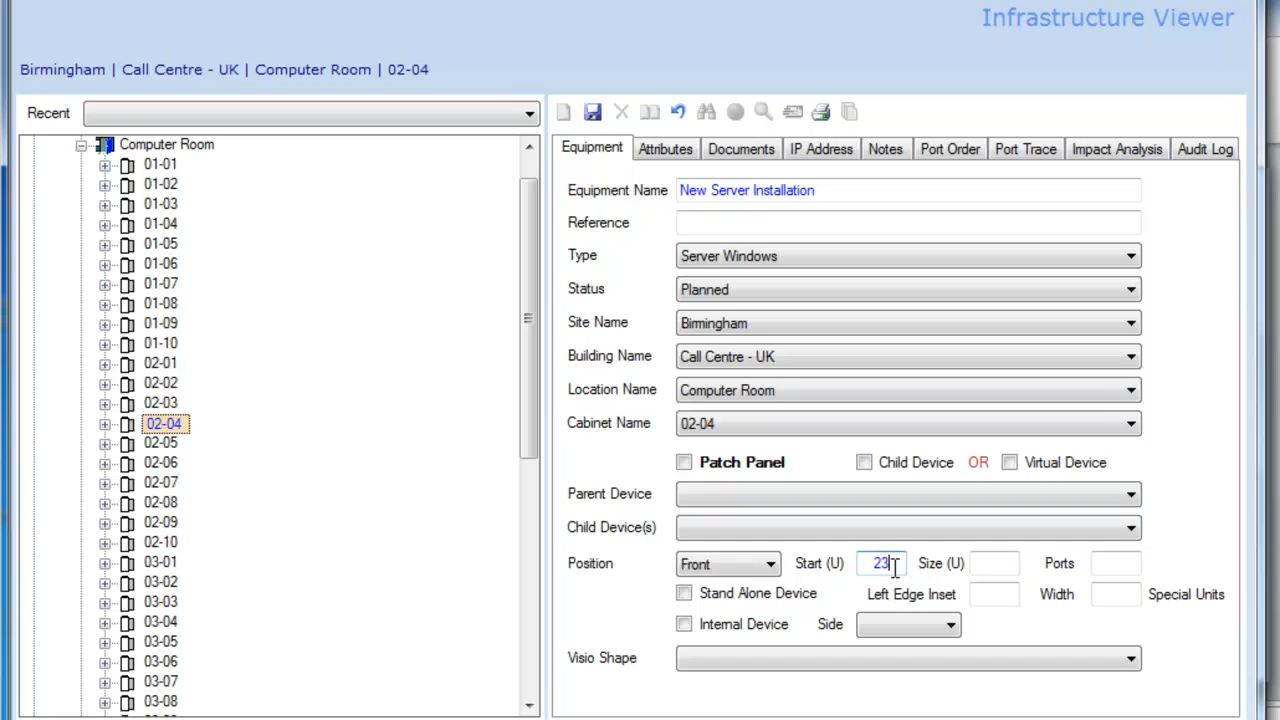 Infrastructure Viewer
Birmingham | Call Centre - UK | Computer Room | 02-04
Recent
Computer Room
01-01
01-02
01-03
01-04
01-05
01-06
01-07
01-08
01-09
01-10
02-01
02-02
02-03
02-04
02-05
02-06
02-07
02-08
02-09
02-10
03-01
03-02
03-03
03-04
03-05
03-06
03-07
03-08
Equipment Attributes Documents IP Address Notes Port Order Port Trace Impact Analysis Audit Log
Equipment Name New Server Installation
Reference
Type Server Windows
Status Planned
Site Name Birmingham
Building Name Call Centre - UK
Location Name Computer Room
Cabinet Name 02-04
Patch Panel Child Device OR Virtual Device
Parent Device
Child Device(s)
Position Front Start (U) 23 Size (U) Ports
Stand Alone Device Left Edge Inset Width Special Units
Internal Device Side
Visio Shape